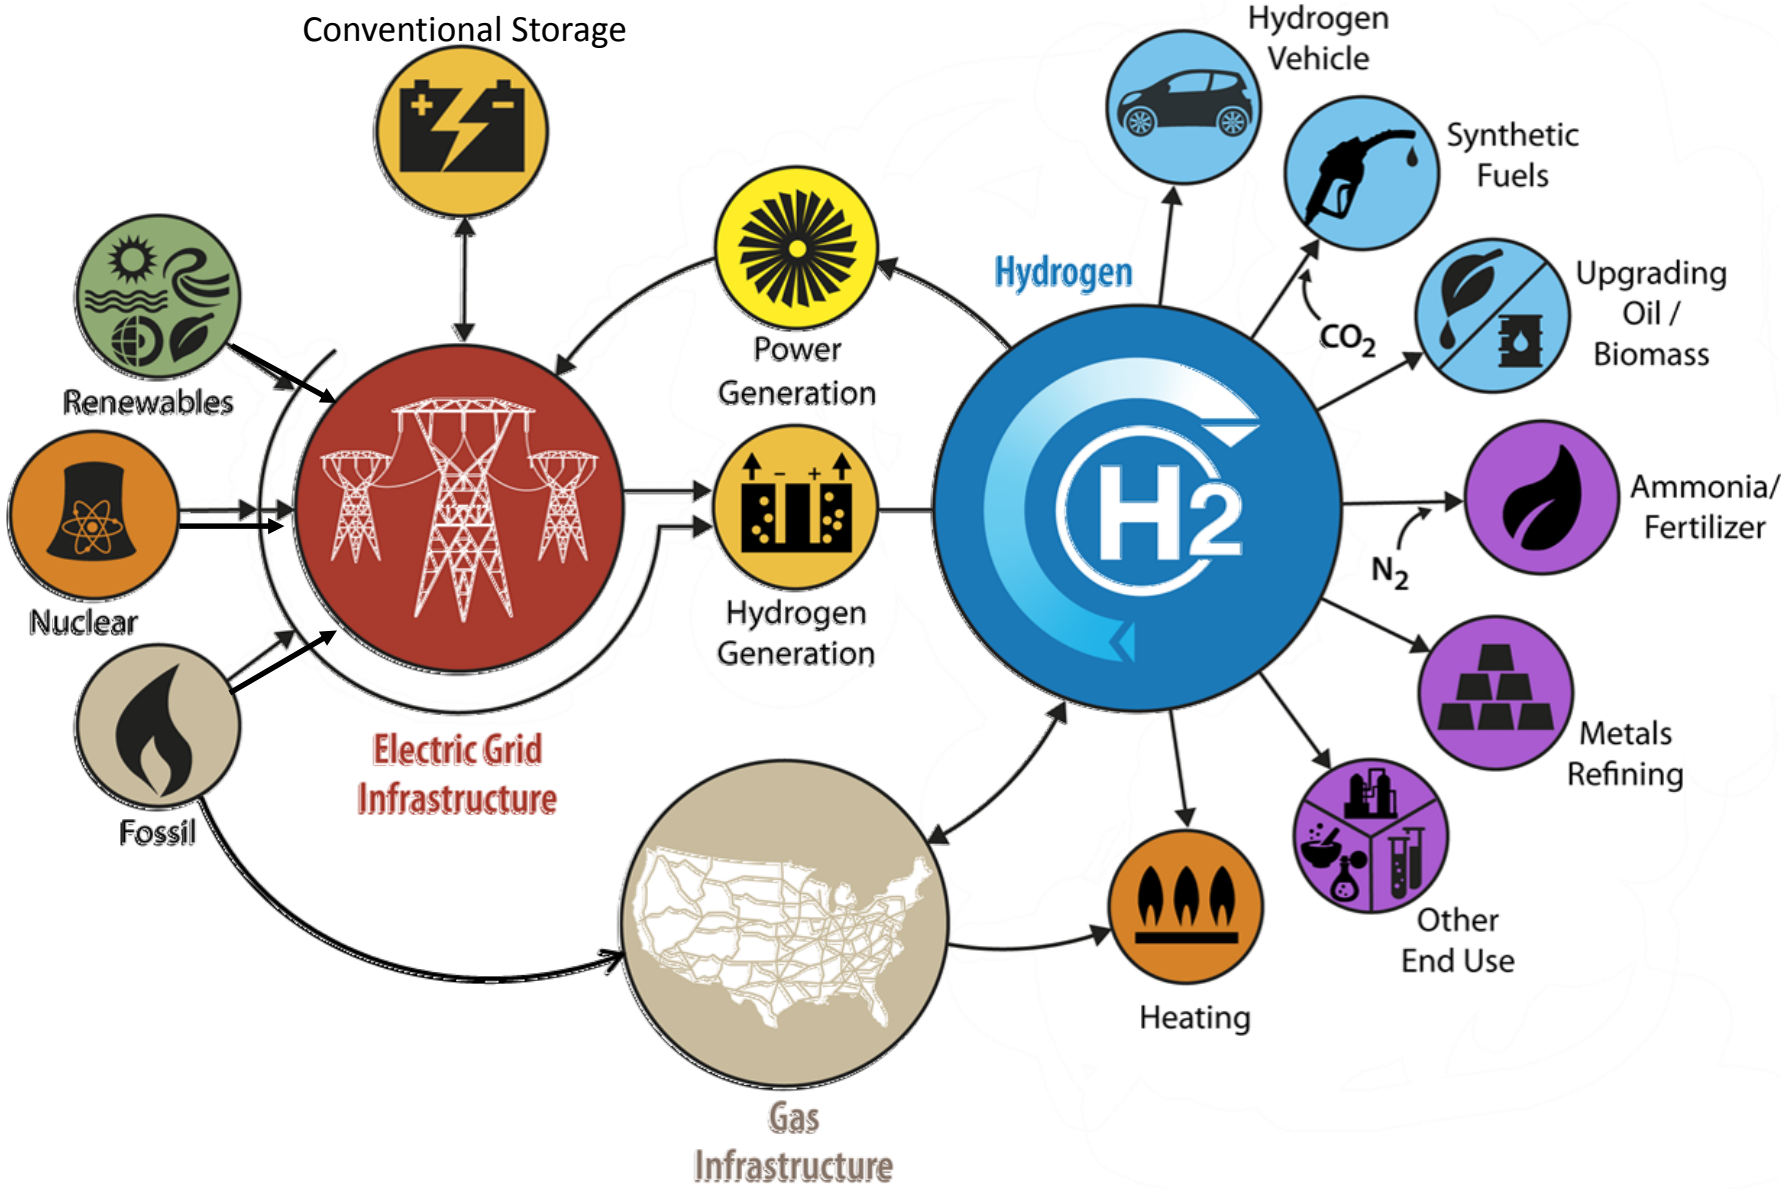 Conventional Storage
Hydrogen
Vehicle
Synthetic
Fuels
Upgrading
Oil /
Biomass
CO2
Hydrogen
Power
Generation
Renewables
+ -
- +
H2
Ammonia/
Fertilizer
N2
Nuclear
Hydrogen
Generation
Electric Grid
Infrastructure
Metals
Refining
Fossil
Other
End Use
Heating
Gas
Infrastructure